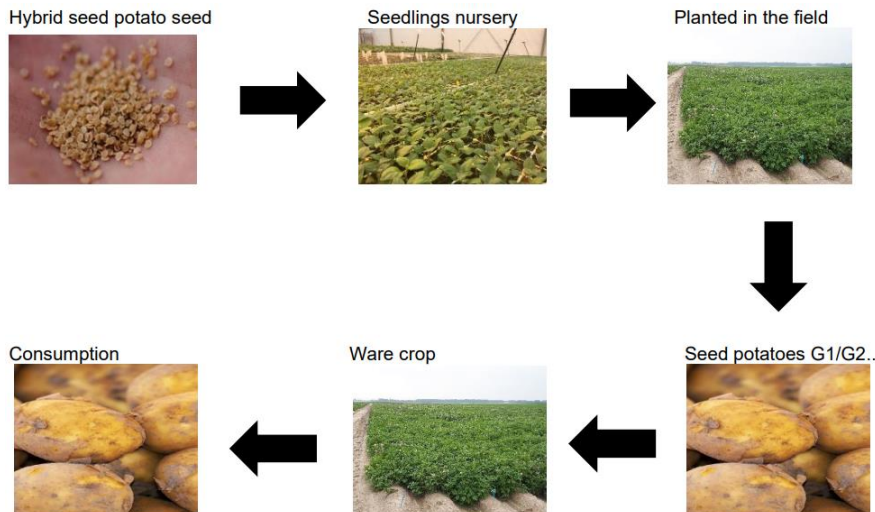 Hybrid seed potato seed
Seedlings nursery
Planted in the field
Consumption
Ware crop
Seed potatoes G1/G2..